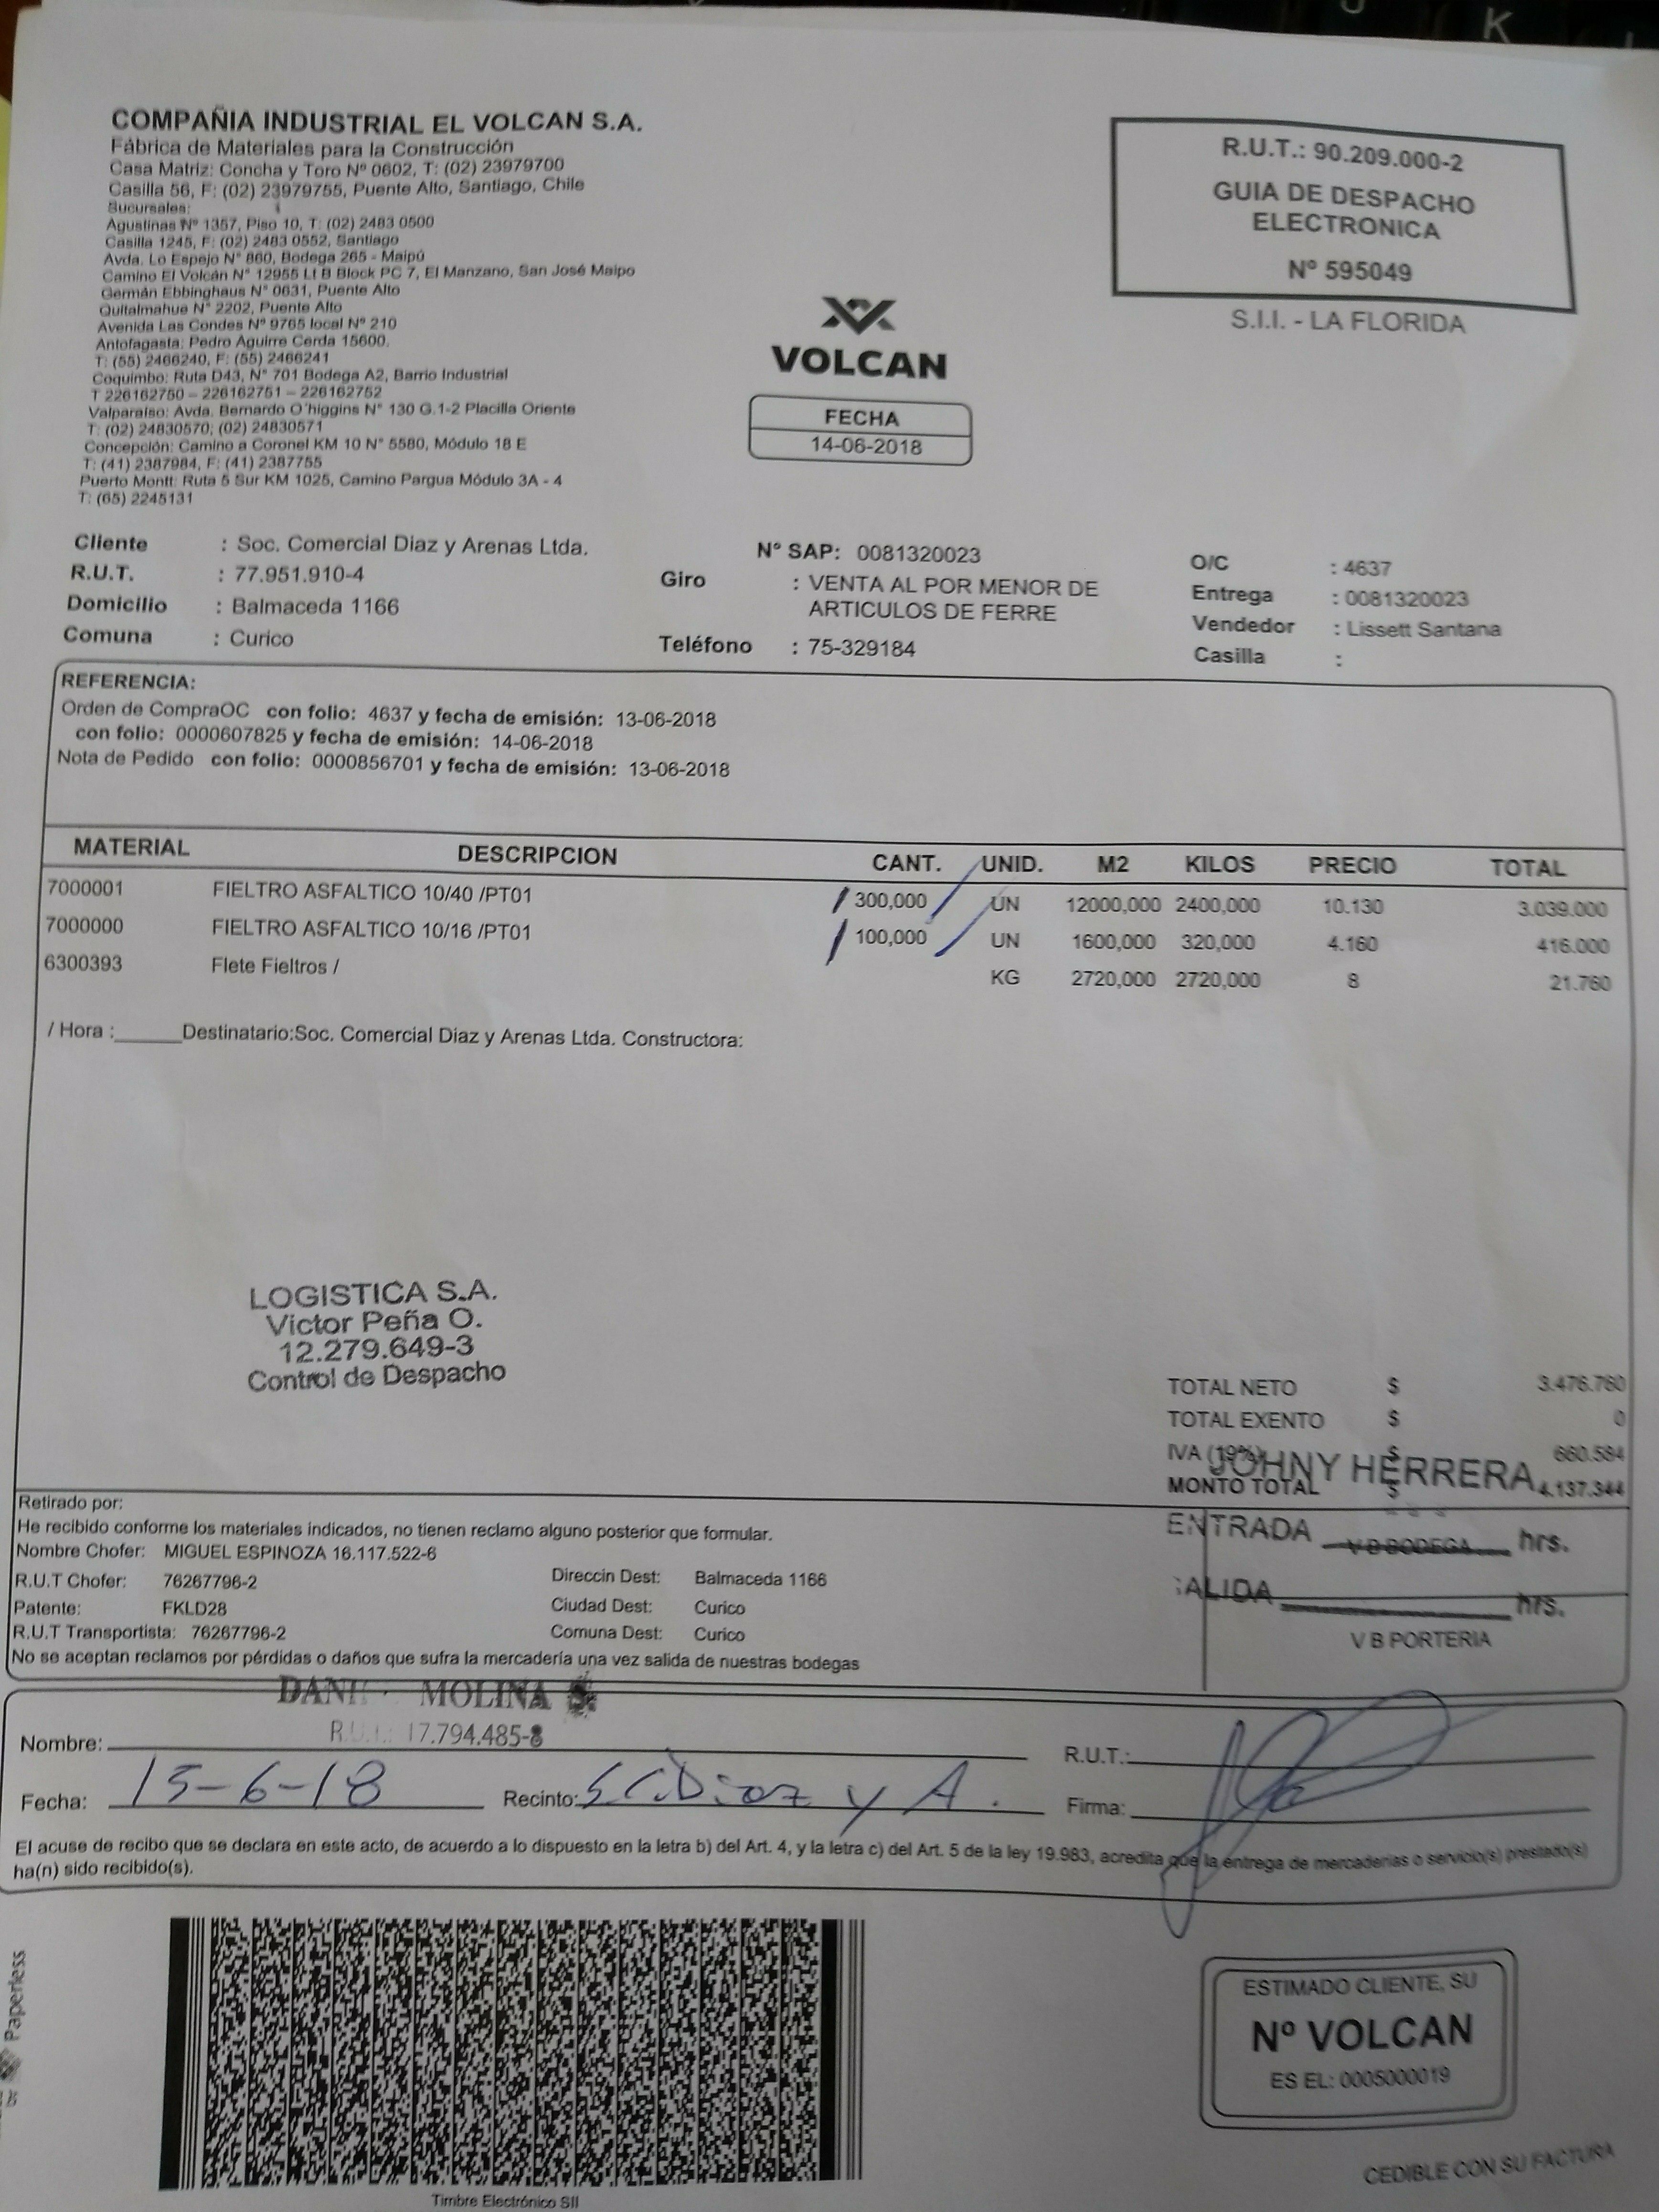 K
COMPAÑIA INDUSTRIAL EL VOLCAN S.A.
Fábrica de Materiales para la Construcción
Casa Matriz: Concha y Toro Nº 0602, T: (02) 23979700
Casilla 56, F: (02) 23979755, Puente Alto, Santiago, Chile
Sucursales:
Agustinas Nº 1357, Piso 10, T: (02) 2483 0500
Casilla 1245, F: (02) 2483 0552, Santiago
Avda. Lo Espejo N° 860, Bodega 265 - Maipú
Camino El Volcán N° 12955 Lt B Block PC 7, El Manzano, San José Maipo
Germán Ebbinghaus N° 0631, Puente Alto
Quitalmahue N° 2202, Puente Alto
Avenida Las Condes Nº 9765 local Nº 210
Antofagasta: Pedro Aguirre Cerda 15600.
T: (55) 2466240, F: (55) 2466241
Coquimbo: Ruta D43, N° 701 Bodega A2, Barrio Industrial
T 226162750 – 226162751 – 226162752
Valparaíso: Avda. Bernardo O'higgins N° 130 G.1-2 Placilla Oriente
T: (02) 24830570; (02) 24830571
Concepción: Camino a Coronel KM 10 N° 5580, Módulo 18 E
T: (41) 2387984, F: (41) 2387755
Puerto Montt: Ruta 5 Sur KM 1025, Camino Pargua Módulo 3A - 4
T: (65) 2245131
VOLCAN
FECHA
14-06-2018
R.U.T.: 90.209.000-2
GUIA DE DESPACHO
ELECTRONICA
Nº 595049
S.I.I. - LA FLORIDA
Cliente : Soc. Comercial Diaz y Arenas Ltda. N° SAP: 0081320023 O/C : 4637
R.U.T. : 77.951.910-4 Giro : VENTA AL POR MENOR DE Entrega : 0081320023
Domicilio : Balmaceda 1166 ARTICULOS DE FERRE Vendedor : Lissett Santana
Comuna : Curico Teléfono : 75-329184 Casilla :
REFERENCIA:
Orden de CompraOC con folio: 4637 y fecha de emisión: 13-06-2018
con folio: 0000607825 y fecha de emisión: 14-06-2018
Nota de Pedido con folio: 0000856701 y fecha de emisión: 13-06-2018
MATERIAL DESCRIPCION CANT. UNID. M2 KILOS PRECIO TOTAL
7000001 FIELTRO ASFALTICO 10/40 /PT01 300,000 UN 12000,000 2400,000 10.130 3.039.000
7000000 FIELTRO ASFALTICO 10/16 /PT01 100,000 UN 1600,000 320,000 4.160 416.000
6300393 Flete Fieltros / KG 2720,000 2720,000 8 21.760
/ Hora :______Destinatario:Soc. Comercial Diaz y Arenas Ltda. Constructora:
LOGISTICA S.A.
Victor Peña O.
12.279.649-3
Control de Despacho
TOTAL NETO $ 3.476.760
TOTAL EXENTO $ 0
IVA (19%) $ 660.584
JOHNY HERRERA
MONTO TOTAL $ 4.137.344
Retirado por:
He recibido conforme los materiales indicados, no tienen reclamo alguno posterior que formular.
Nombre Chofer: MIGUEL ESPINOZA 16.117.522-6
R.U.T Chofer: 76267796-2 Direccin Dest: Balmaceda 1166
Patente: FKLD28 Ciudad Dest: Curico
R.U.T Transportista: 76267796-2 Comuna Dest: Curico
No se aceptan reclamos por pérdidas o daños que sufra la mercadería una vez salida de nuestras bodegas
ENTRADA hrs.
V B BODEGA
SALIDA hrs.
V B PORTERIA
MOLINA
R.U.T.: 17.794.485-8
Nombre: R.U.T.:
Fecha: 15-6-18 Recinto: S.C.Diaz y A. Firma:
El acuse de recibo que se declara en este acto, de acuerdo a lo dispuesto en la letra b) del Art. 4, y la letra c) del Art. 5 de la ley 19.983, acredita que la entrega de mercaderias o servicio(s) prestado(s)
ha(n) sido recibido(s).
Paperless
Timbre Electrónico SII
ESTIMADO CLIENTE, SU
Nº VOLCAN
ES EL: 0005000019
CEDIBLE CON SU FACTURA